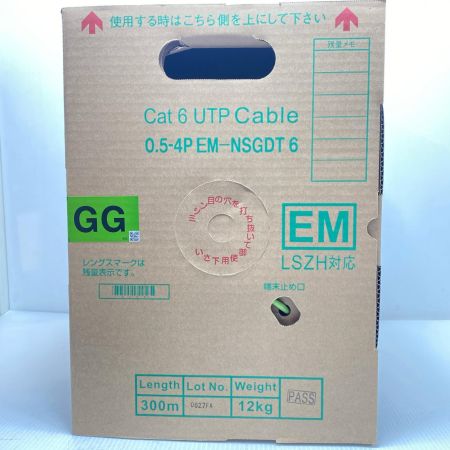 使用する時はこちら側を上にして下さい
残量メモ
Cat 6 UTP Cable
0.5-4P EM-NSGDT 6
ミシン目の穴を打ち抜いて御使用下さい
GG
EM
LSZH対応
レングスマークは
残量表示です。
端末止め口
Length Lot No. Weight
300m 0627FA 12kg
PASS